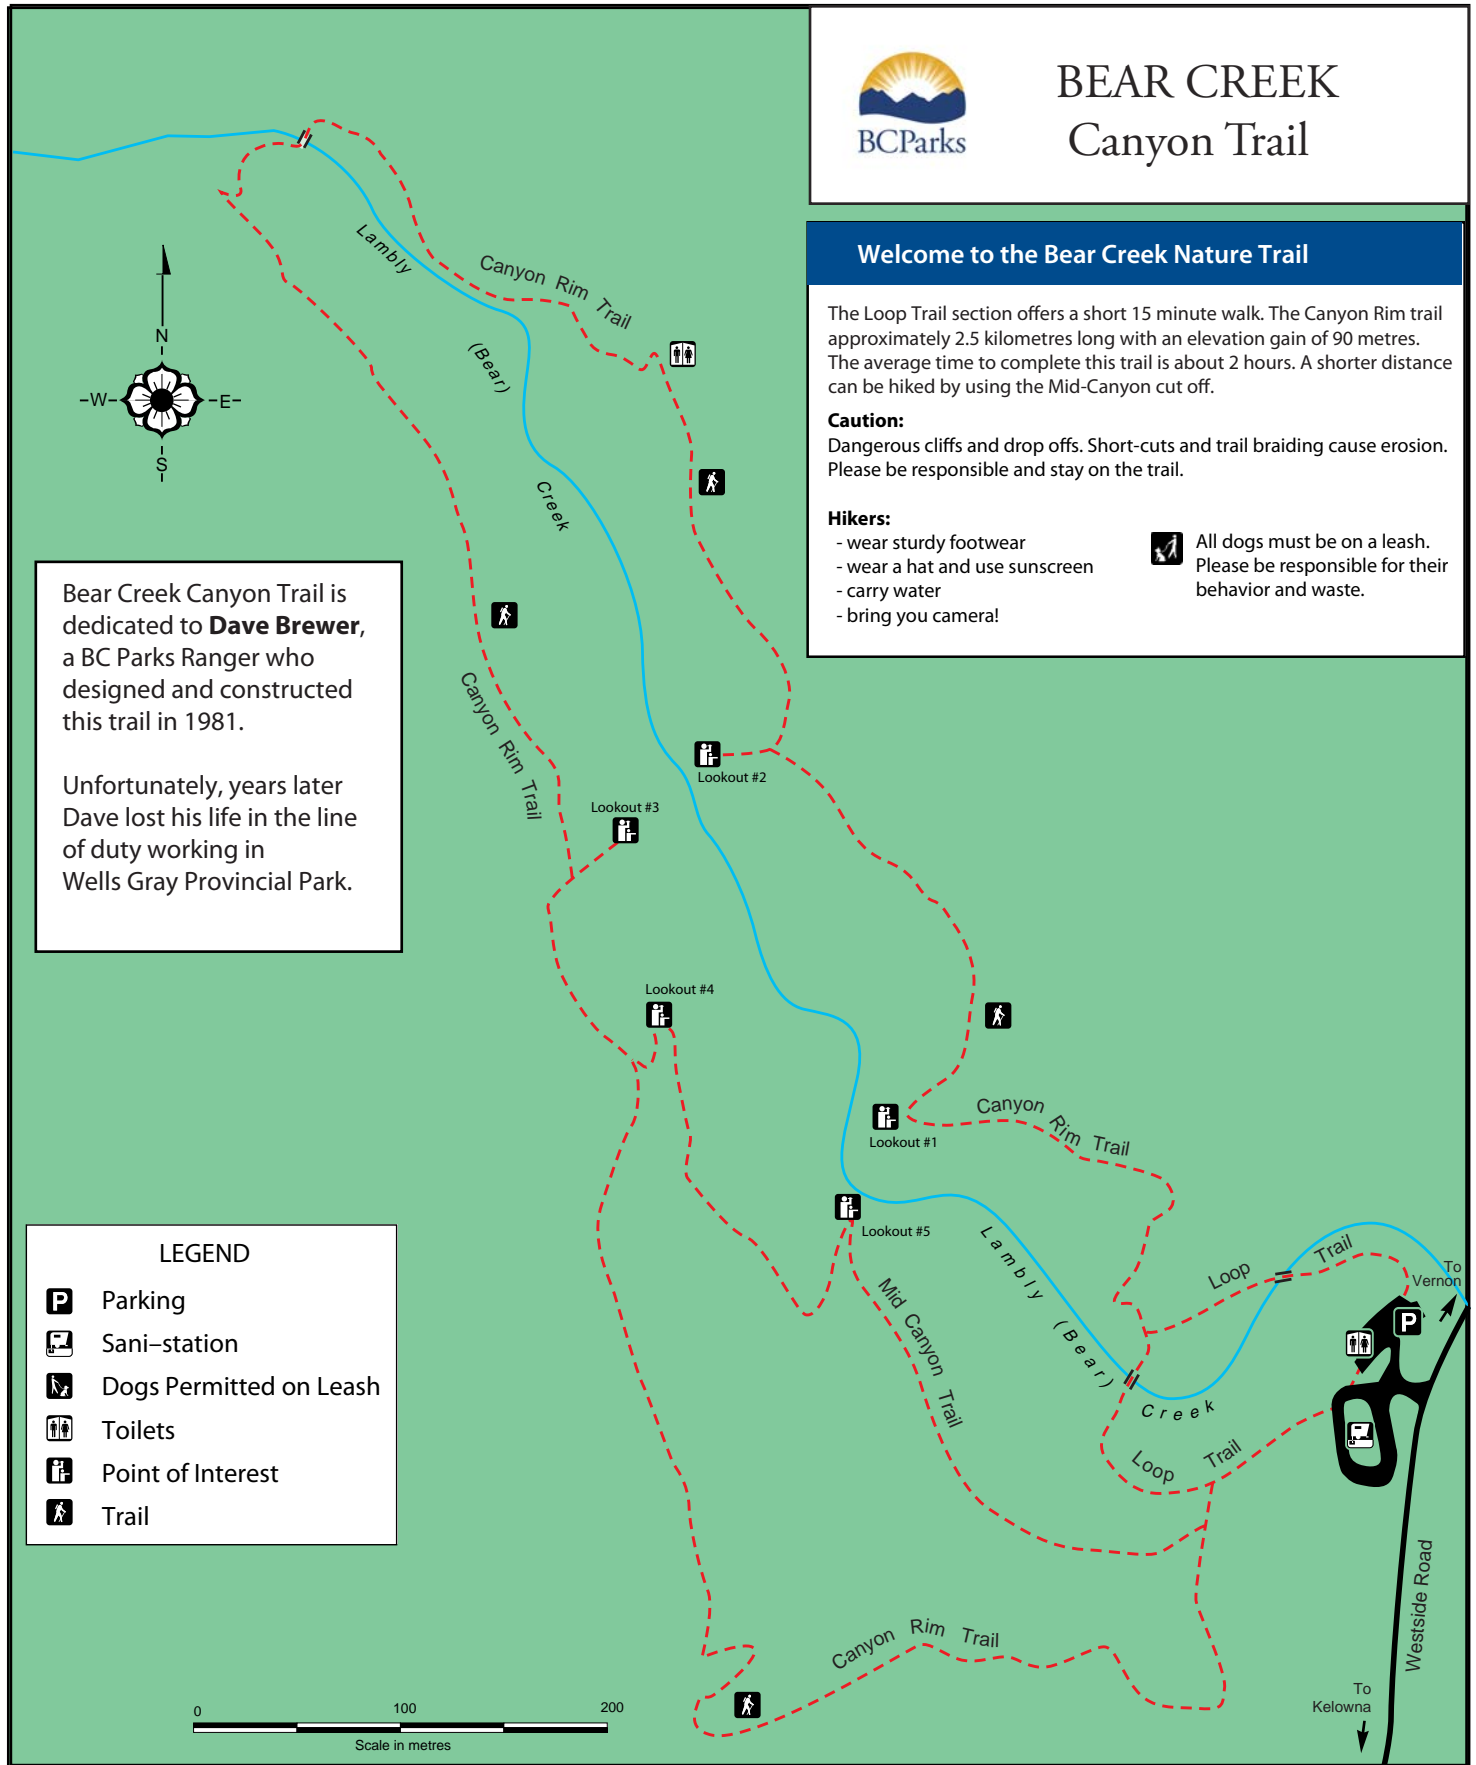 BCParks
BEAR CREEK
Canyon Trail
Welcome to the Bear Creek Nature Trail
The Loop Trail section offers a short 15 minute walk. The Canyon Rim trail
approximately 2.5 kilometres long with an elevation gain of 90 metres.
The average time to complete this trail is about 2 hours. A shorter distance
can be hiked by using the Mid-Canyon cut off.
Caution:
Dangerous cliffs and drop offs. Short-cuts and trail braiding cause erosion.
Please be responsible and stay on the trail.
Hikers:
- wear sturdy footwear
- wear a hat and use sunscreen
- carry water
- bring you camera!
All dogs must be on a leash.
Please be responsible for their
behavior and waste.
N
-W-
-E-
S
Lambly
(Bear)
Creek
Canyon Rim Trail
Bear Creek Canyon Trail is
dedicated to Dave Brewer,
a BC Parks Ranger who
designed and constructed
this trail in 1981.
Unfortunately, years later
Dave lost his life in the line
of duty working in
Wells Gray Provincial Park.
Canyon Rim Trail
Lookout #2
Lookout #3
Lookout #4
Lookout #1
Canyon Rim Trail
Lookout #5
Lambly (Bear) Creek
Mid Canyon Trail
Loop Trail
To
Vernon
P
Loop Trail
LEGEND
P Parking
Sani–station
Dogs Permitted on Leash
Toilets
Point of Interest
Trail
Canyon Rim Trail
Westside Road
To
Kelowna
0 100 200
Scale in metres